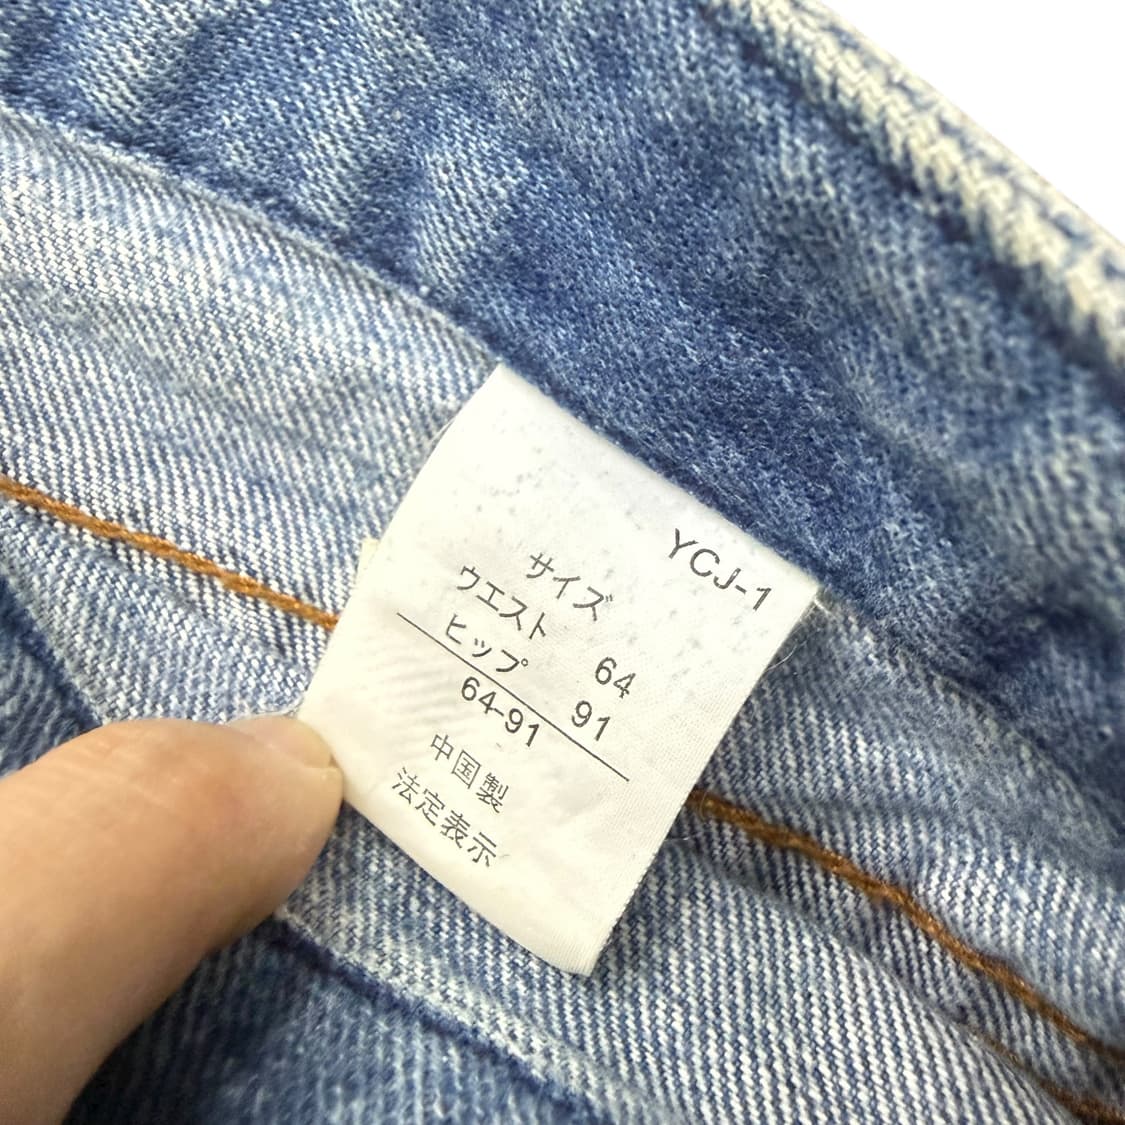 YCJ-1
サイズ
ウエスト 64
ヒップ 91
64-91
中国製
法定表示